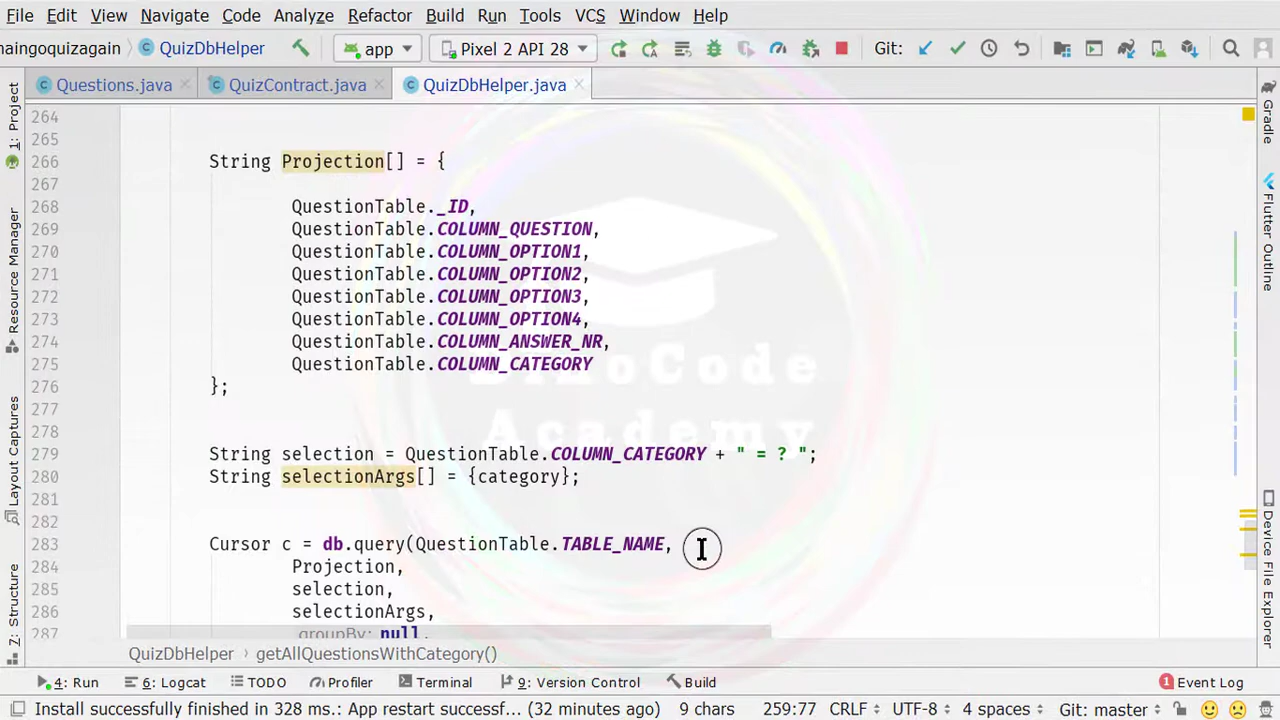 File Edit View Navigate Code Analyze Refactor Build Run Tools VCS Window Help
naingoquizagain QuizDbHelper app Pixel 2 API 28 Git:
Questions.java QuizContract.java QuizDbHelper.java
264
265
266 String Projection[] = {
267
268 QuestionTable._ID,
269 QuestionTable.COLUMN_QUESTION,
270 QuestionTable.COLUMN_OPTION1,
271 QuestionTable.COLUMN_OPTION2,
272 QuestionTable.COLUMN_OPTION3,
273 QuestionTable.COLUMN_OPTION4,
274 QuestionTable.COLUMN_ANSWER_NR,
275 QuestionTable.COLUMN_CATEGORY
276 };
277
278
279 String selection = QuestionTable.COLUMN_CATEGORY + " = ? ";
280 String selectionArgs[] = {category};
281
282
283 Cursor c = db.query(QuestionTable.TABLE_NAME,
284 Projection,
285 selection,
286 selectionArgs,
287 groupBy: null,
1: Project
Resource Manager
Layout Captures
Z: Structure
Gradle
Flutter Outline
Device File Explorer
Academy
QuizDbHelper getAllQuestionsWithCategory()
4: Run 6: Logcat TODO Profiler Terminal 9: Version Control Build 1 Event Log
Install successfully finished in 328 ms.: App restart successf... (32 minutes ago) 9 chars 259:77 CRLF UTF-8 4 spaces Git: master